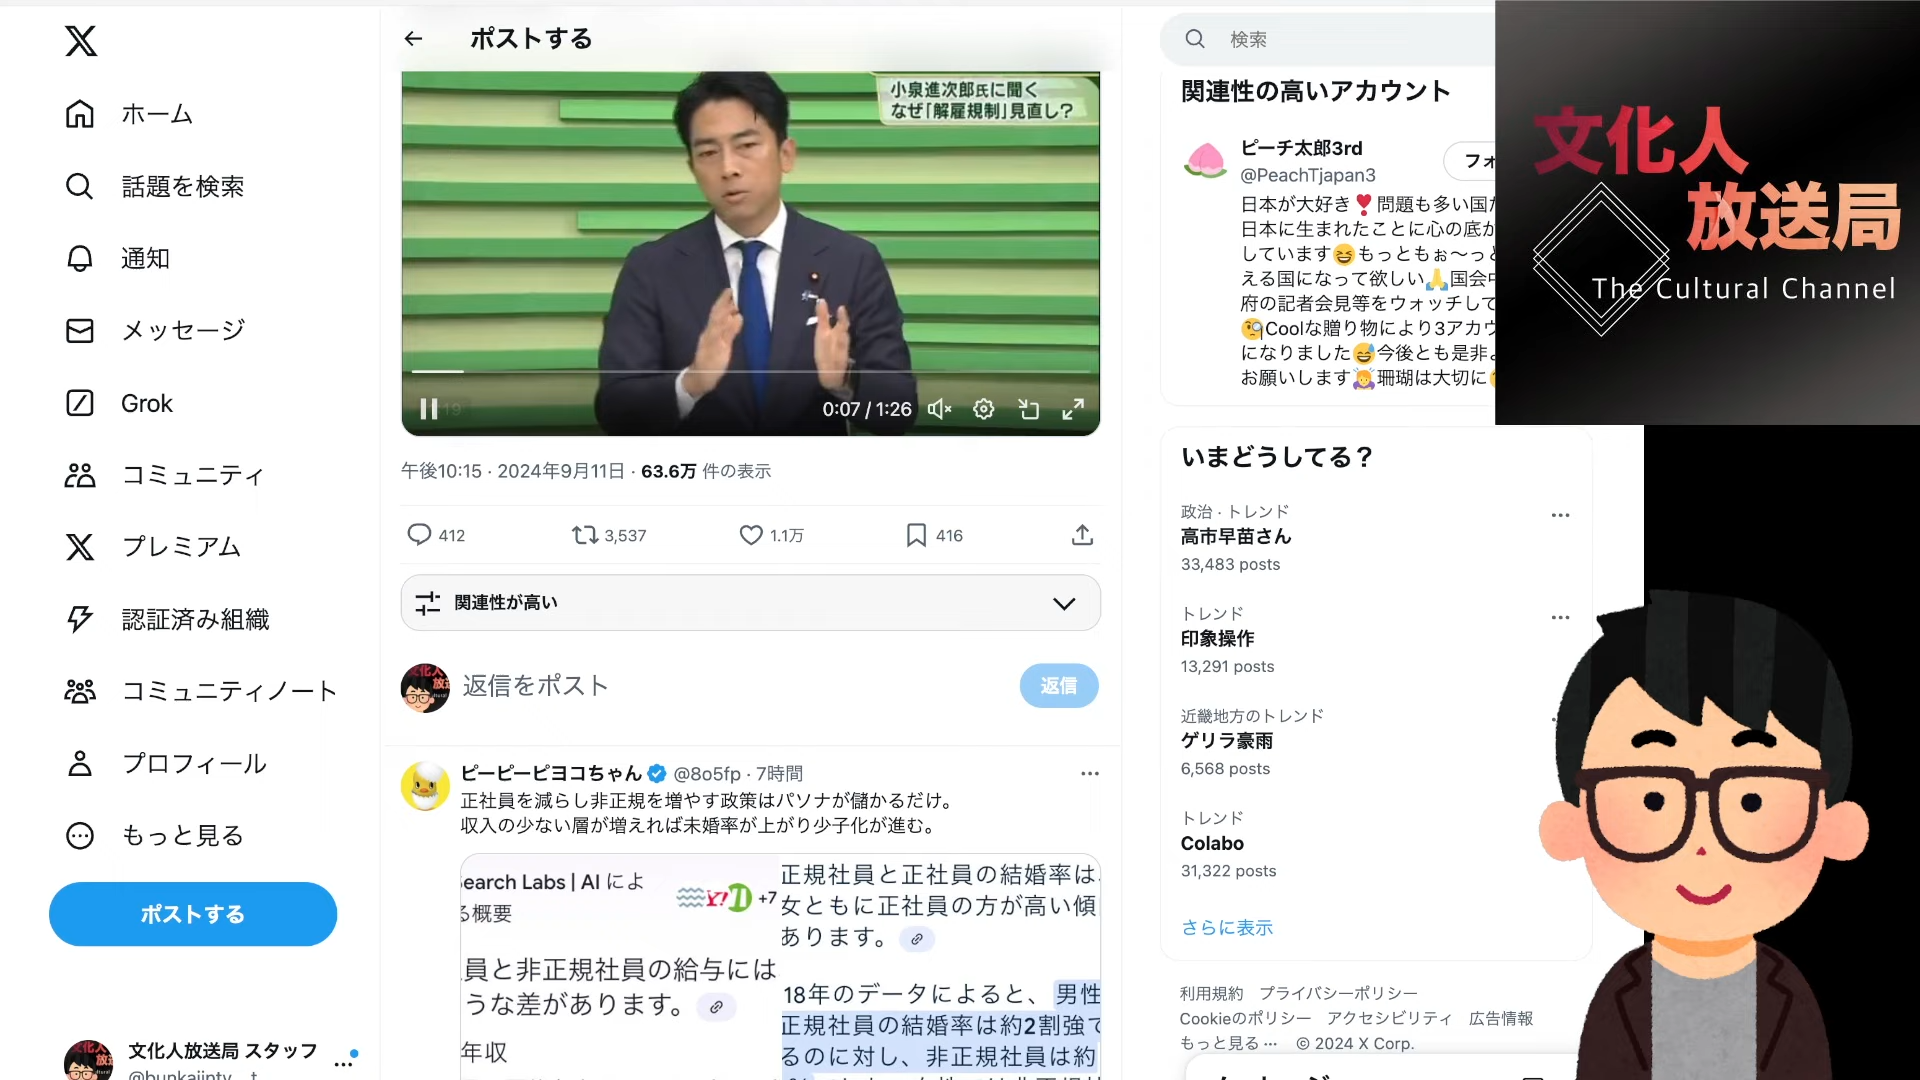 ホーム
話題を検索
通知
メッセージ
Grok
コミュニティ
プレミアム
認証済み組織
コミュニティノート
プロフィール
もっと見る
ポストする
文化人放送局 スタッフ
ポストする
小泉進次郎氏に聞く
なぜ「解雇規制」見直し?
0:07 / 1:26
午後10:15 · 2024年9月11日 · 63.6万 件の表示
412
3,537
1.1万
416
関連性が高い
返信をポスト
返信
ピーピーピヨコちゃん @8o5fp · 7時間
正社員を減らし非正規を増やす政策はパソナが儲かるだけ。
収入の少ない層が増えれば未婚率が上がり少子化が進む。
earch Labs | AI によ
る概要
+7
員と非正規社員の給与には
うな差があります。
年収
正規社員と正社員の結婚率は
女ともに正社員の方が高い傾
あります。
18年のデータによると、男性
正規社員の結婚率は約2割強で
るのに対し、非正規社員は約
検索
関連性の高いアカウント
ピーチ太郎3rd
@PeachTjapan3
フォ
日本が大好き❣️問題も多い国だ
日本に生まれたことに心の底か
しています😆もっともぉ〜っと
える国になって欲しい🙏国会中
府の記者会見等をウォッチして
🧐Coolな贈り物により3アカウ
になりました😅今後とも是非よ
お願いします🙇珊瑚は大切に
いまどうしてる？
政治 · トレンド
高市早苗さん
33,483 posts
トレンド
印象操作
13,291 posts
近畿地方のトレンド
ゲリラ豪雨
6,568 posts
トレンド
Colabo
31,322 posts
さらに表示
利用規約 プライバシーポリシー
Cookieのポリシー アクセシビリティ 広告情報
もっと見る … © 2024 X Corp.
文化人
放送局
The Cultural Channel